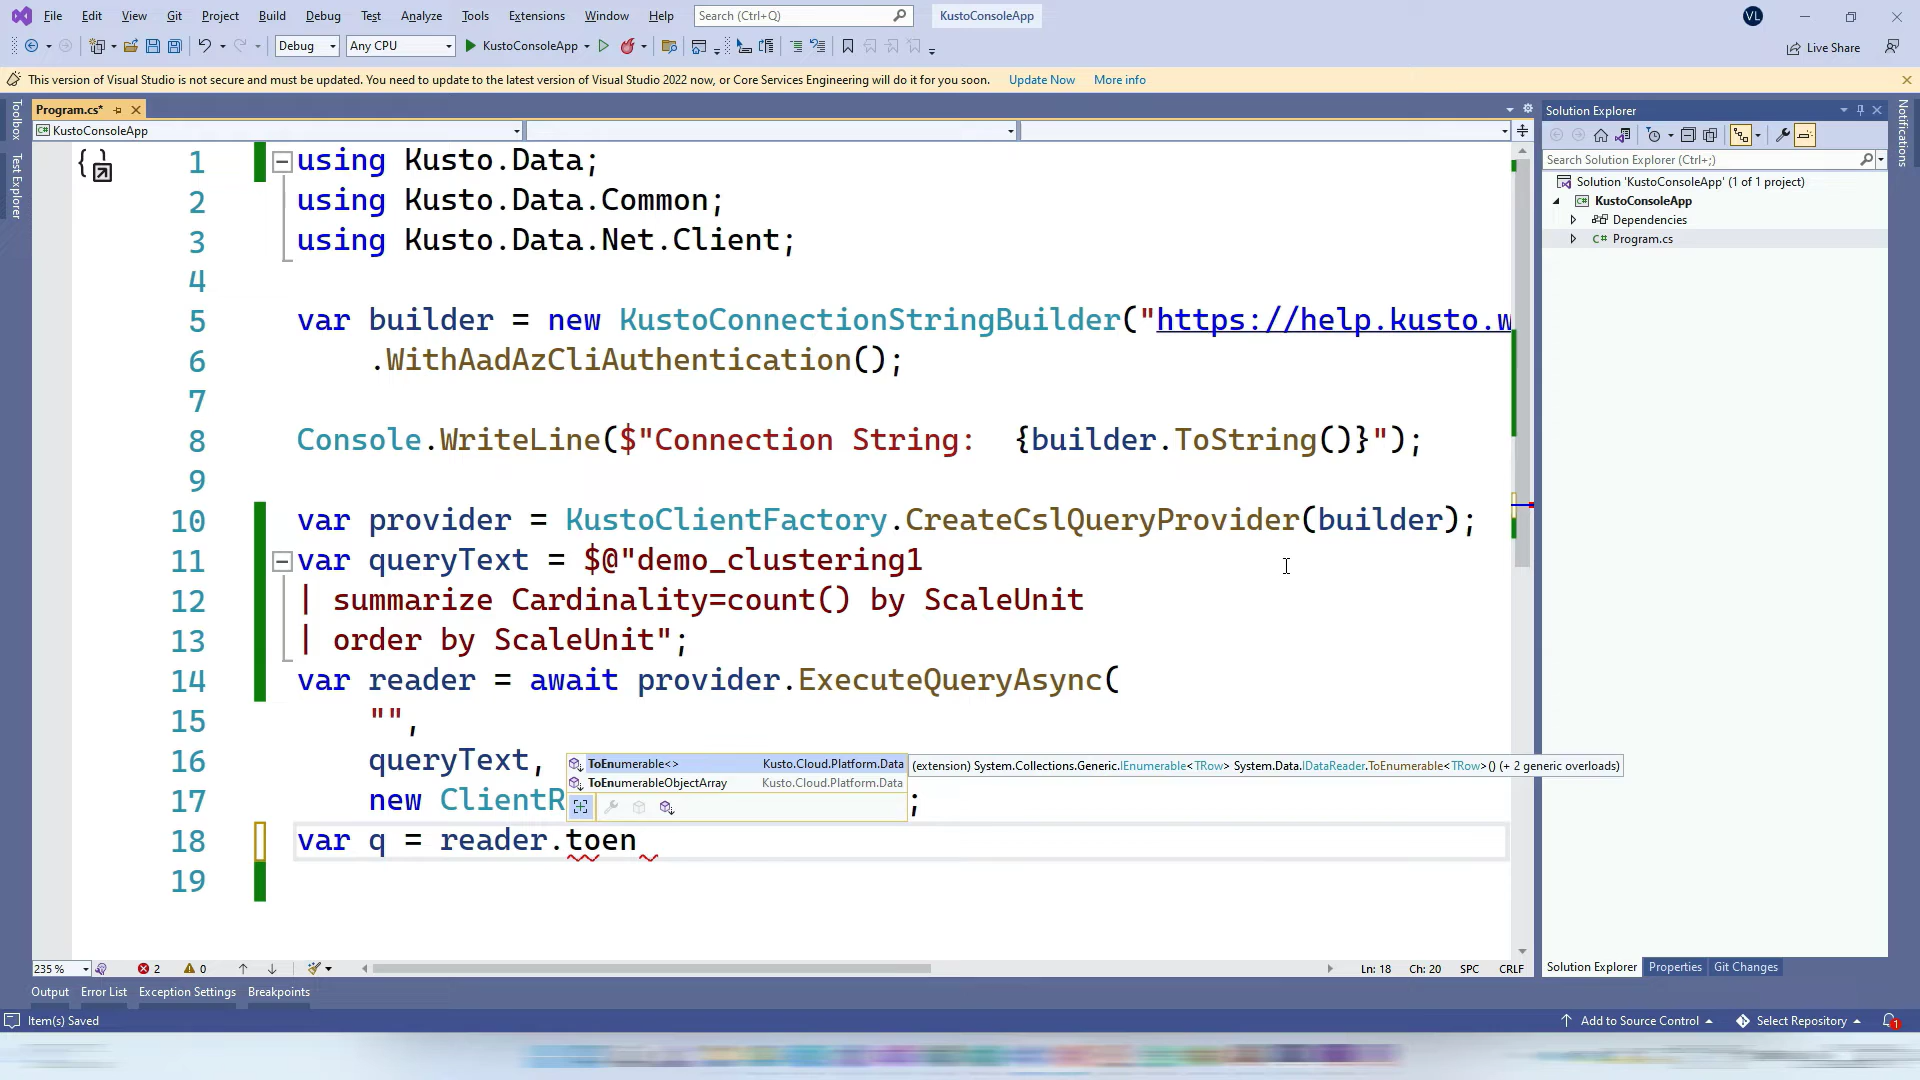 File Edit View Git Project Build Debug Test Analyze Tools Extensions Window Help Search (Ctrl+Q) KustoConsoleApp VL
Debug Any CPU KustoConsoleApp Live Share
This version of Visual Studio is not secure and must be updated. You need to update to the latest version of Visual Studio 2022 now, or Core Services Engineering will do it for you soon. Update Now More info
Toolbox
Test Explorer
Program.cs*
KustoConsoleApp
1 using Kusto.Data;
2 using Kusto.Data.Common;
3 using Kusto.Data.Net.Client;
4
5 var builder = new KustoConnectionStringBuilder("https://help.kusto.w
6 .WithAadAzCliAuthentication();
7
8 Console.WriteLine($"Connection String:  {builder.ToString()}");
9
10 var provider = KustoClientFactory.CreateCslQueryProvider(builder);
11 var queryText = $@"demo_clustering1
12 | summarize Cardinality=count() by ScaleUnit
13 | order by ScaleUnit";
14 var reader = await provider.ExecuteQueryAsync(
15 "",
16 queryText,
17 new ClientR ;
18 var q = reader.toen
19
ToEnumerable<> Kusto.Cloud.Platform.Data
ToEnumerableObjectArray Kusto.Cloud.Platform.Data
(extension) System.Collections.Generic.IEnumerable<TRow> System.Data.IDataReader.ToEnumerable<TRow>() (+ 2 generic overloads)
235 % 2 0 Ln: 18 Ch: 20 SPC CRLF
Solution Explorer
Search Solution Explorer (Ctrl+;)
Solution 'KustoConsoleApp' (1 of 1 project)
C# KustoConsoleApp
Dependencies
C# Program.cs
Solution Explorer Properties Git Changes
Notifications
Output Error List Exception Settings Breakpoints
Item(s) Saved Add to Source Control Select Repository 1